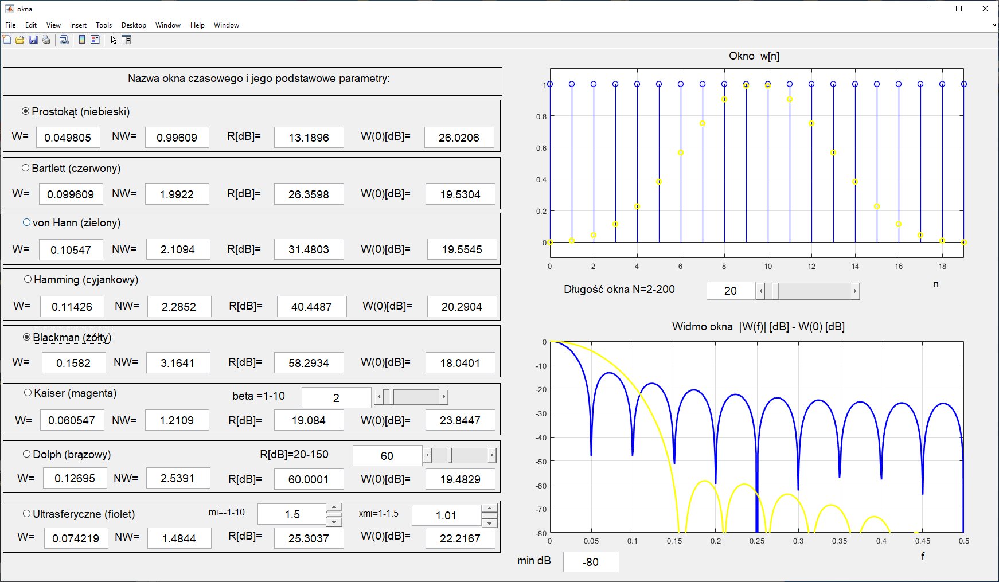 okna
File Edit View Insert Tools Desktop Window Help Window
Nazwa okna czasowego i jego podstawowe parametry:
Prostokąt (niebieski)
W= 0.049805 NW= 0.99609 R[dB]= 13.1896 W(0)[dB]= 26.0206
Bartlett (czerwony)
W= 0.099609 NW= 1.9922 R[dB]= 26.3598 W(0)[dB]= 19.5304
von Hann (zielony)
W= 0.10547 NW= 2.1094 R[dB]= 31.4803 W(0)[dB]= 19.5545
Hamming (cyjankowy)
W= 0.11426 NW= 2.2852 R[dB]= 40.4487 W(0)[dB]= 20.2904
Blackman (żółty)
W= 0.1582 NW= 3.1641 R[dB]= 58.2934 W(0)[dB]= 18.0401
Kaiser (magenta) beta =1-10 2
W= 0.060547 NW= 1.2109 R[dB]= 19.084 W(0)[dB]= 23.8447
Dolph (brązowy) R[dB]=20-150 60
W= 0.12695 NW= 2.5391 R[dB]= 60.0001 W(0)[dB]= 19.4829
Ultrasferyczne (fiolet) mi=-1-10 1.5 xmi=1-1.5 1.01
W= 0.074219 NW= 1.4844 R[dB]= 25.3037 W(0)[dB]= 22.2167
Okno w[n]
1
0.8
0.6
0.4
0.2
0
0 2 4 6 8 10 12 14 16 18
n
Długość okna N=2-200 20
Widmo okna |W(f)| [dB] - W(0) [dB]
0
-10
-20
-30
-40
-50
-60
-70
-80
0 0.05 0.1 0.15 0.2 0.25 0.3 0.35 0.4 0.45 0.5
f
min dB -80